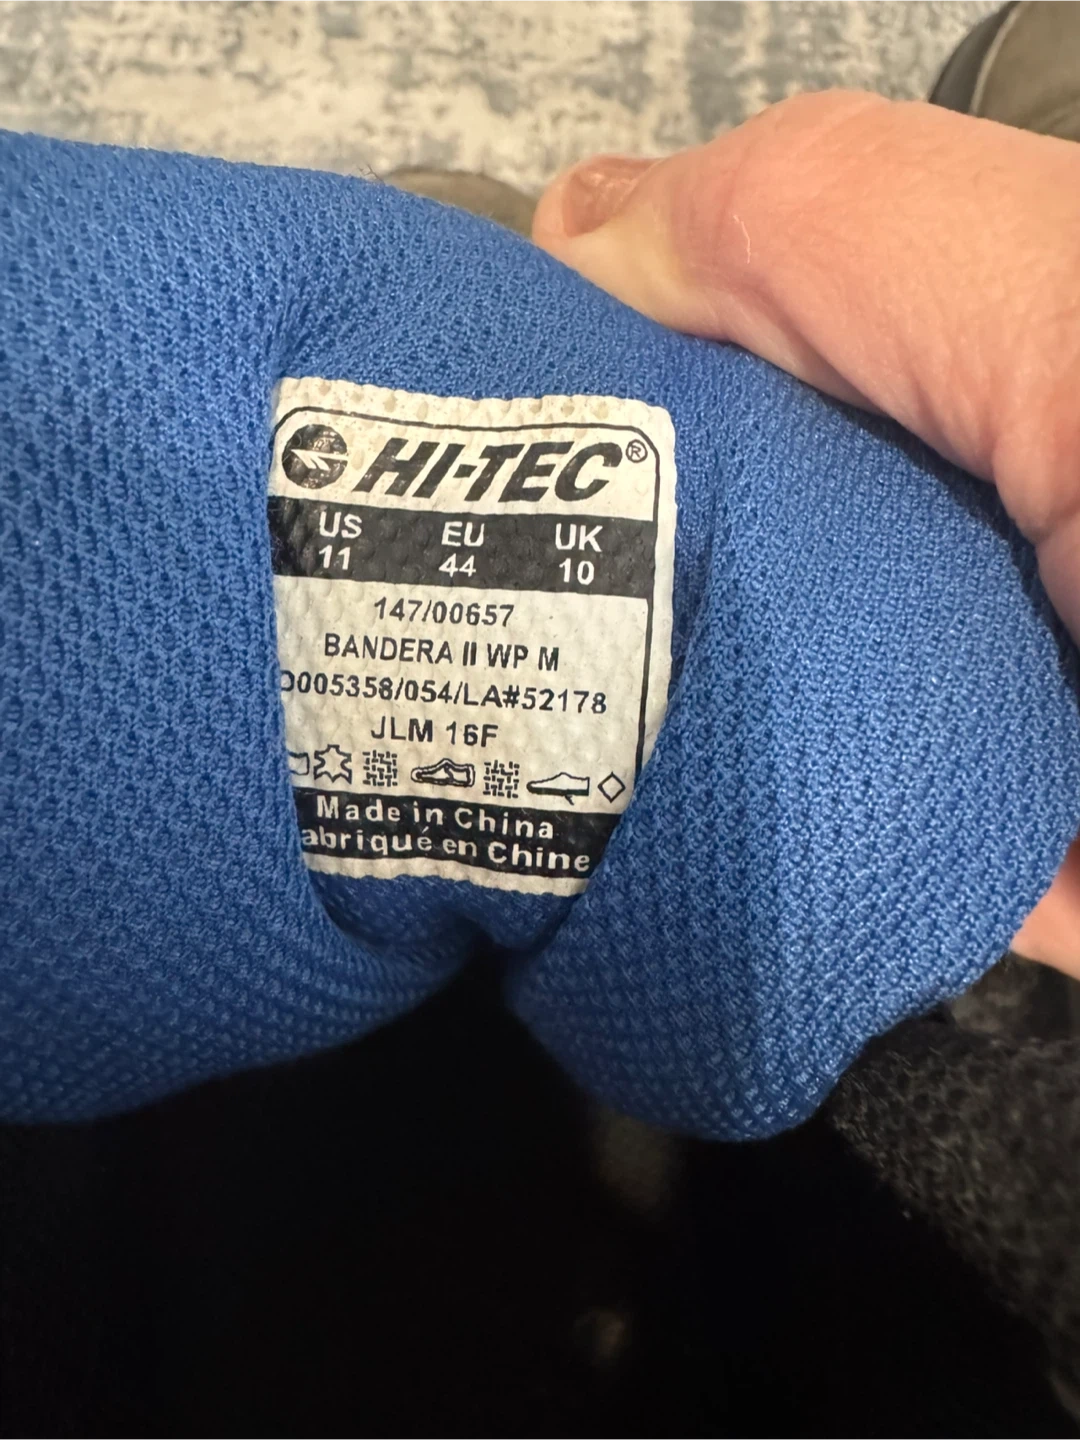 HI-TEC®
US EU UK
11 44 10
147/00657
BANDERA II WP M
O005358/054/LA#52178
JLM 16F
Made in China
abriqué en Chine